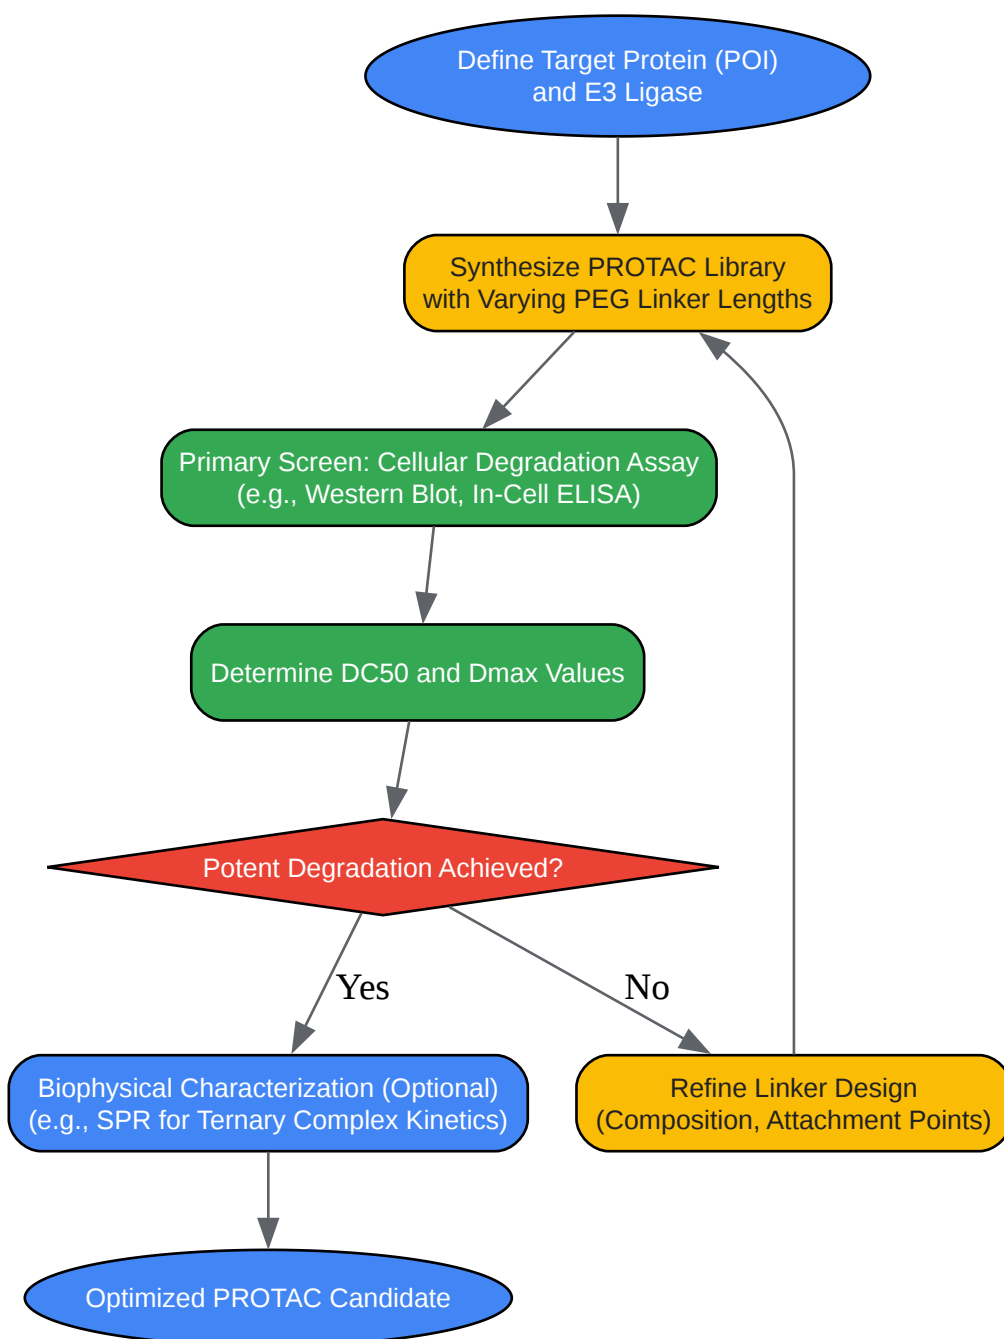 Define Target Protein (POI)
and E3 Ligase
Synthesize PROTAC Library
with Varying PEG Linker Lengths
Primary Screen: Cellular Degradation Assay
(e.g., Western Blot, In-Cell ELISA)
Determine DC50 and Dmax Values
Potent Degradation Achieved?
Yes
No
Biophysical Characterization (Optional)
(e.g., SPR for Ternary Complex Kinetics)
Refine Linker Design
(Composition, Attachment Points)
Optimized PROTAC Candidate